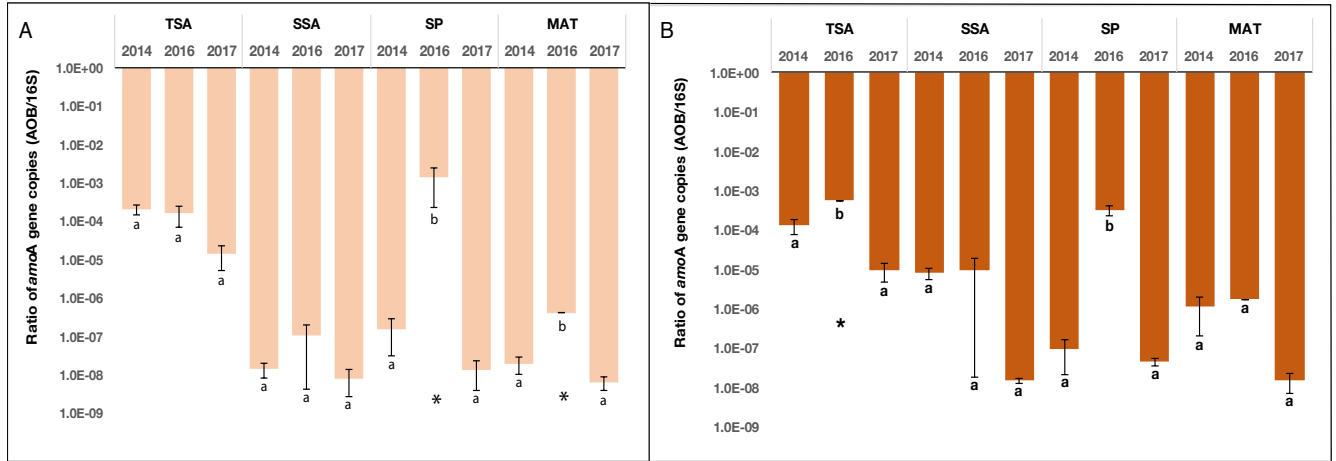 A
TSA SSA SP MAT
2014 2016 2017 2014 2016 2017 2014 2016 2017 2014 2016 2017
Ratio of amoA gene copies (AOB/16S)
1.0E+00
1.0E-01
1.0E-02
1.0E-03
1.0E-04
1.0E-05
1.0E-06
1.0E-07
1.0E-08
1.0E-09
a a a a a a a b a a b a
* *
B
TSA SSA SP MAT
2014 2016 2017 2014 2016 2017 2014 2016 2017 2014 2016 2017
Ratio of amoA gene copies (AOB/16S)
1.0E+00
1.0E-01
1.0E-02
1.0E-03
1.0E-04
1.0E-05
1.0E-06
1.0E-07
1.0E-08
1.0E-09
a b a a a a a b a a a a
*